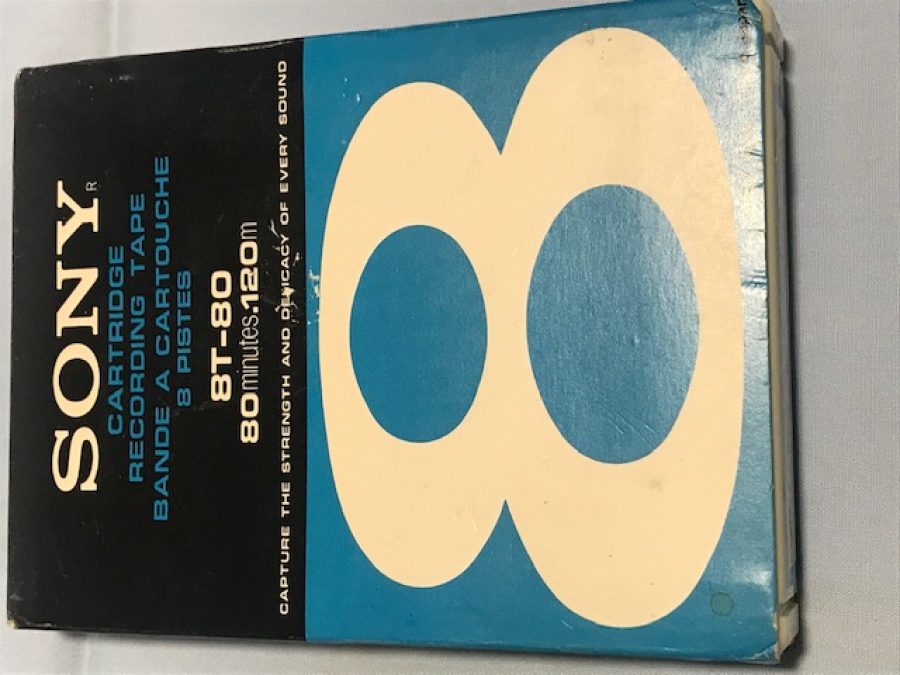 SONY R
CARTRIDGE
RECORDING TAPE
BANDE A CARTOUCHE
8 PISTES
8T-80
80minutes.120m
CAPTURE THE STRENGTH AND DELICACY OF EVERY SOUND
8